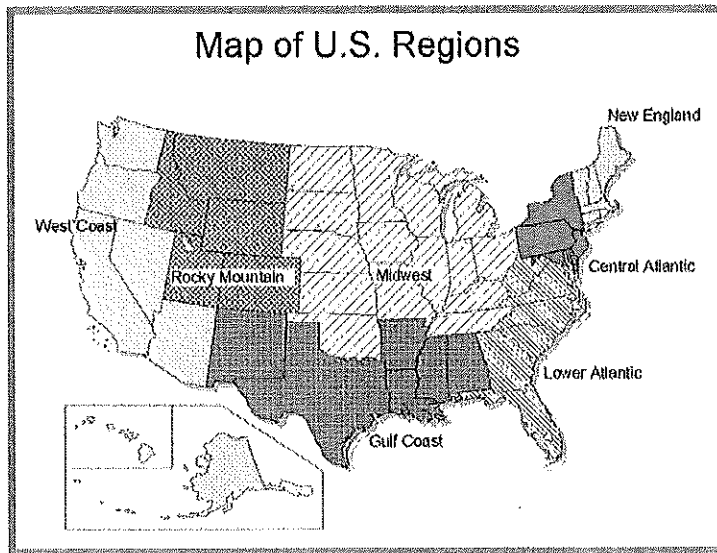 Map of U.S. Regions
New England
West Coast
Rocky Mountain
Midwest
Central Atlantic
Lower Atlantic
Gulf Coast